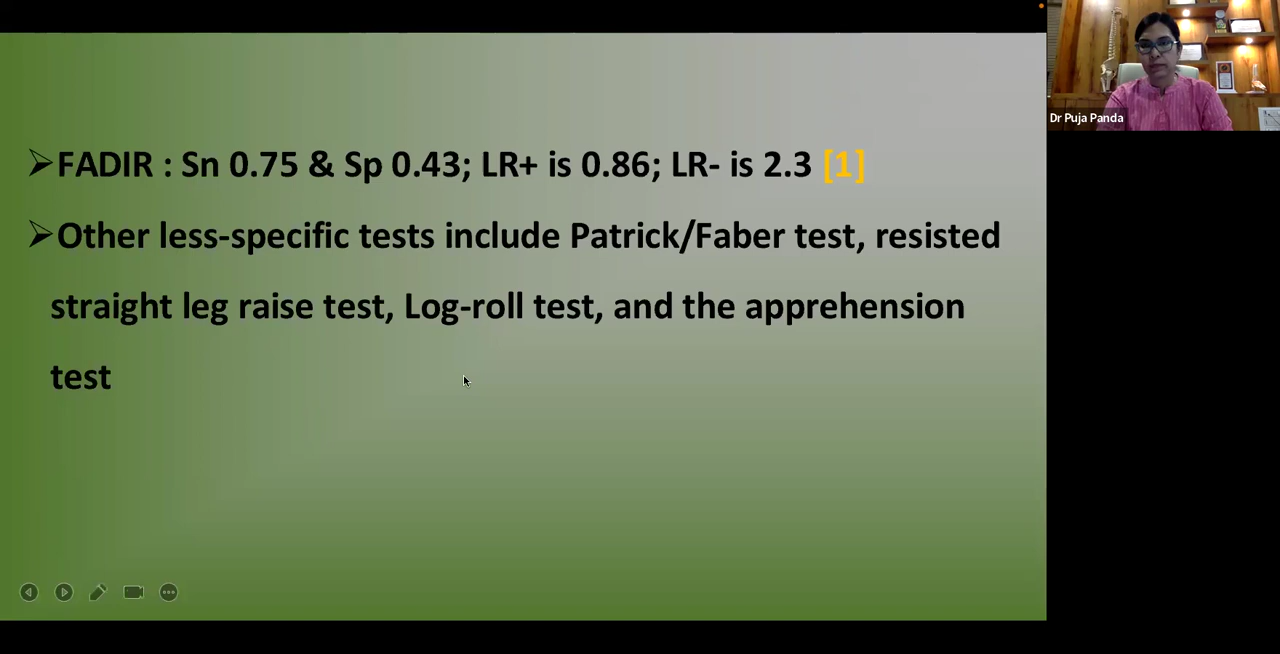 ➢FADIR : Sn 0.75 & Sp 0.43; LR+ is 0.86; LR- is 2.3 [1]
➢Other less-specific tests include Patrick/Faber test, resisted
straight leg raise test, Log-roll test, and the apprehension
test
Dr Puja Panda